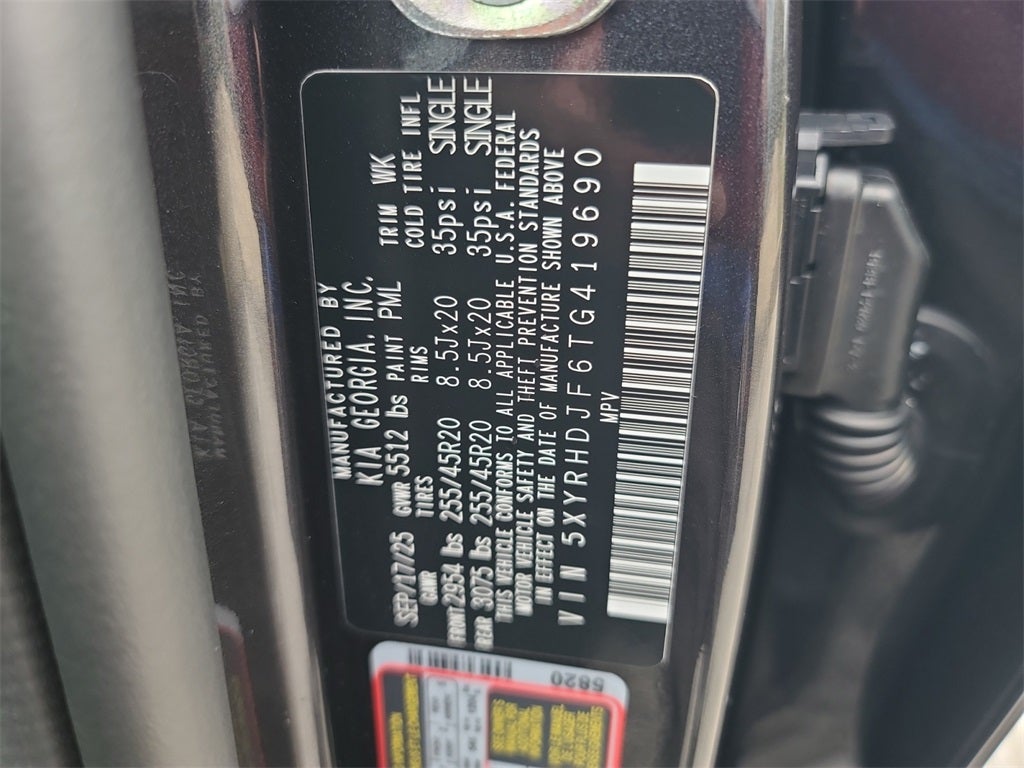 MANUFACTURED BY
KIA GEORGIA, INC.
SEP/17/25 GVWR 5512 lbs PAINT PML TRIM WK
GAWR TIRES RIMS COLD TIRE INFL
FRONT 2954 lbs 255/45R20 8.5Jx20 35psi SINGLE
REAR 3075 lbs 255/45R20 8.5Jx20 35psi SINGLE
THIS VEHICLE CONFORMS TO ALL APPLICABLE U.S.A. FEDERAL
MOTOR VEHICLE SAFETY AND THEFT PREVENTION STANDARDS
IN EFFECT ON THE DATE OF MANUFACTURE SHOWN ABOVE
VIN 5XYRHDJF6TG419690
MPV
5820